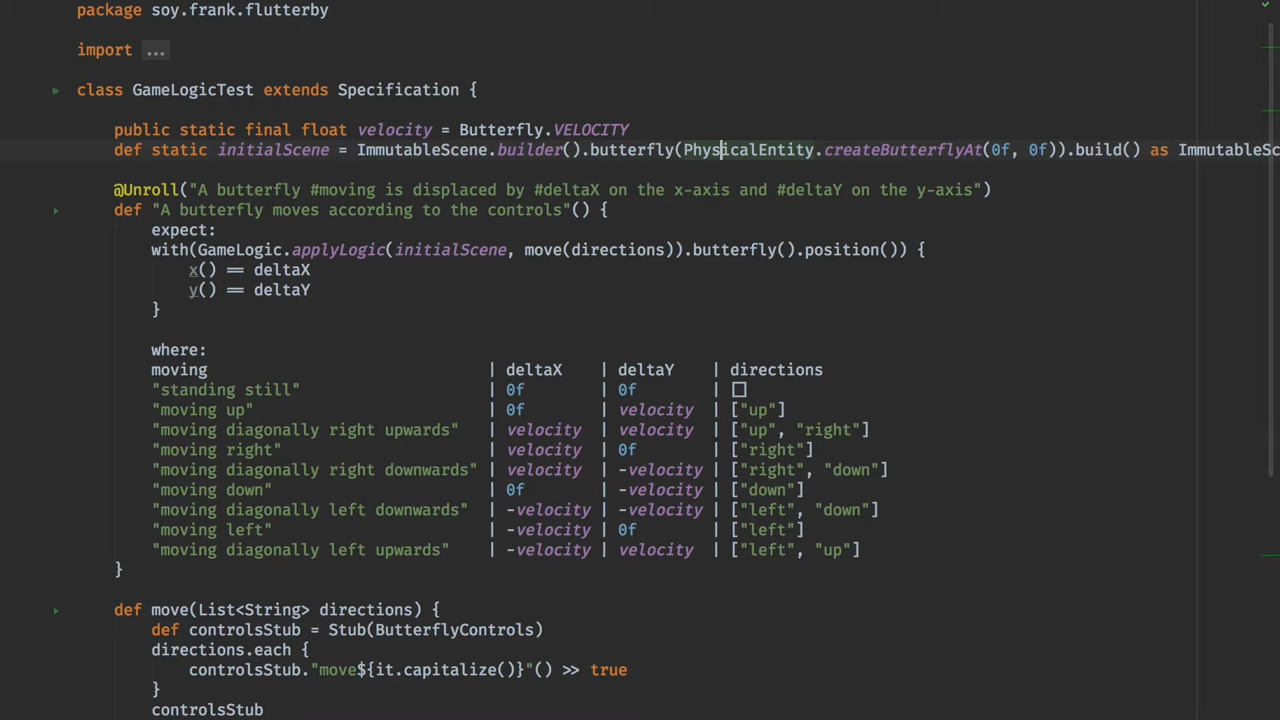 package soy.frank.flutterby
import ...
class GameLogicTest extends Specification {
public static final float velocity = Butterfly.VELOCITY
def static initialScene = ImmutableScene.builder().butterfly(PhysicalEntity.createButterflyAt(0f, 0f)).build() as ImmutableSc
@Unroll("A butterfly #moving is displaced by #deltaX on the x-axis and #deltaY on the y-axis")
def "A butterfly moves according to the controls"() {
expect:
with(GameLogic.applyLogic(initialScene, move(directions)).butterfly().position()) {
x() == deltaX
y() == deltaY
}
where:
moving | deltaX | deltaY | directions
"standing still" | 0f | 0f | []
"moving up" | 0f | velocity | ["up"]
"moving diagonally right upwards" | velocity | velocity | ["up", "right"]
"moving right" | velocity | 0f | ["right"]
"moving diagonally right downwards" | velocity | -velocity | ["right", "down"]
"moving down" | 0f | -velocity | ["down"]
"moving diagonally left downwards" | -velocity | -velocity | ["left", "down"]
"moving left" | -velocity | 0f | ["left"]
"moving diagonally left upwards" | -velocity | velocity | ["left", "up"]
}
def move(List<String> directions) {
def controlsStub = Stub(ButterflyControls)
directions.each {
controlsStub."move${it.capitalize()}"() >> true
}
controlsStub